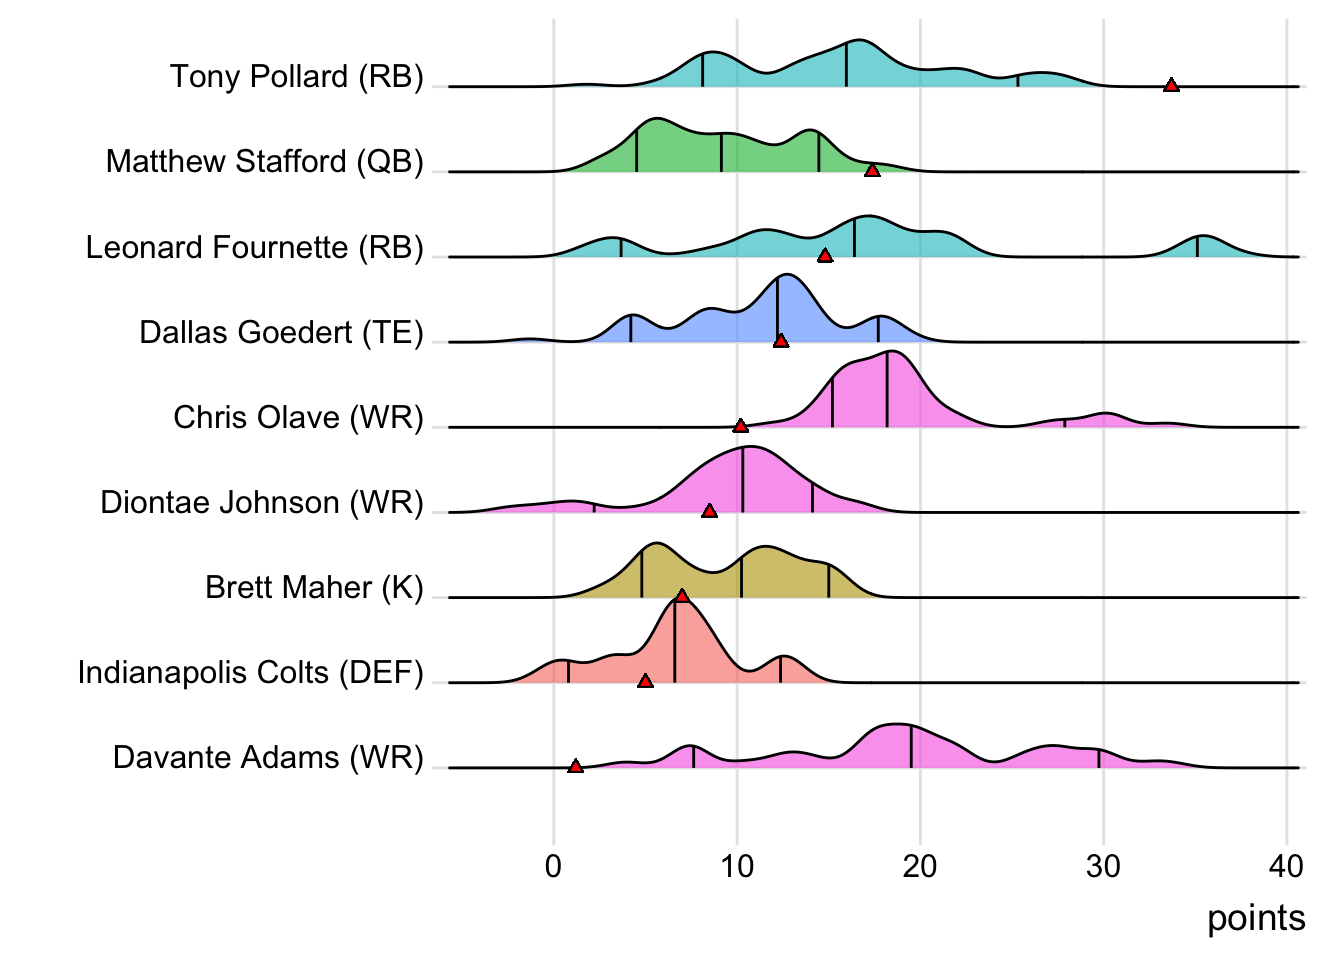 Tony Pollard (RB)
Matthew Stafford (QB)
Leonard Fournette (RB)
Dallas Goedert (TE)
Chris Olave (WR)
Diontae Johnson (WR)
Brett Maher (K)
Indianapolis Colts (DEF)
Davante Adams (WR)
0 10 20 30 40
points